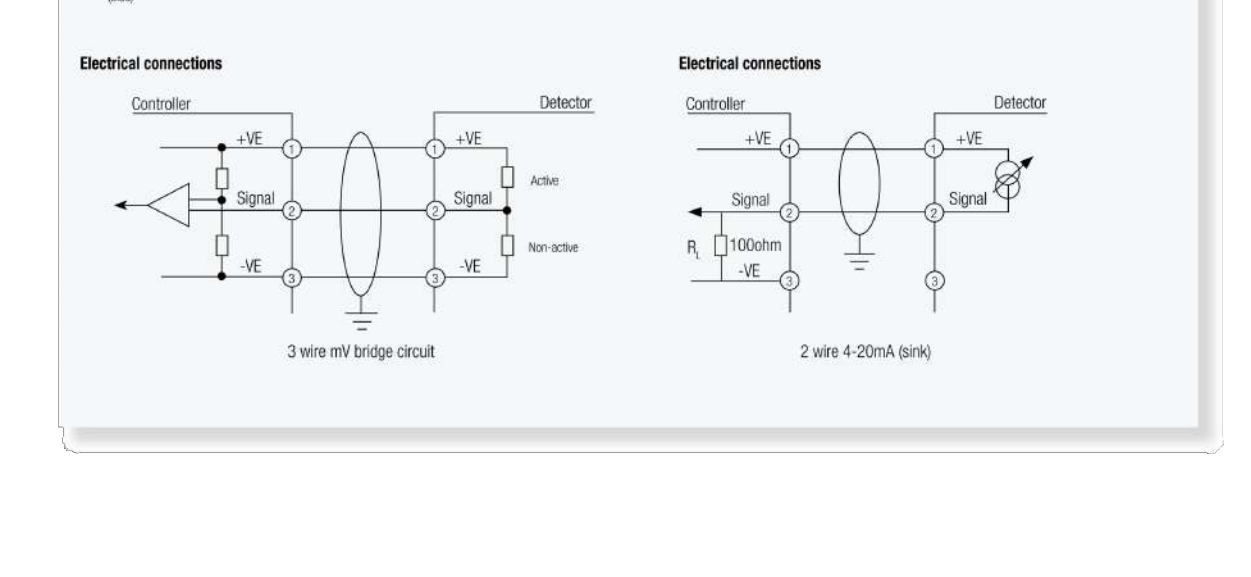 Electrical connections
Controller
Detector
+VE
1
1
+VE
Active
Signal
2
2
Signal
Non-active
-VE
3
3
-VE
3 wire mV bridge circuit
Electrical connections
Controller
Detector
+VE
1
1
+VE
Signal
2
2
Signal
RL
100ohm
-VE
3
3
2 wire 4-20mA (sink)